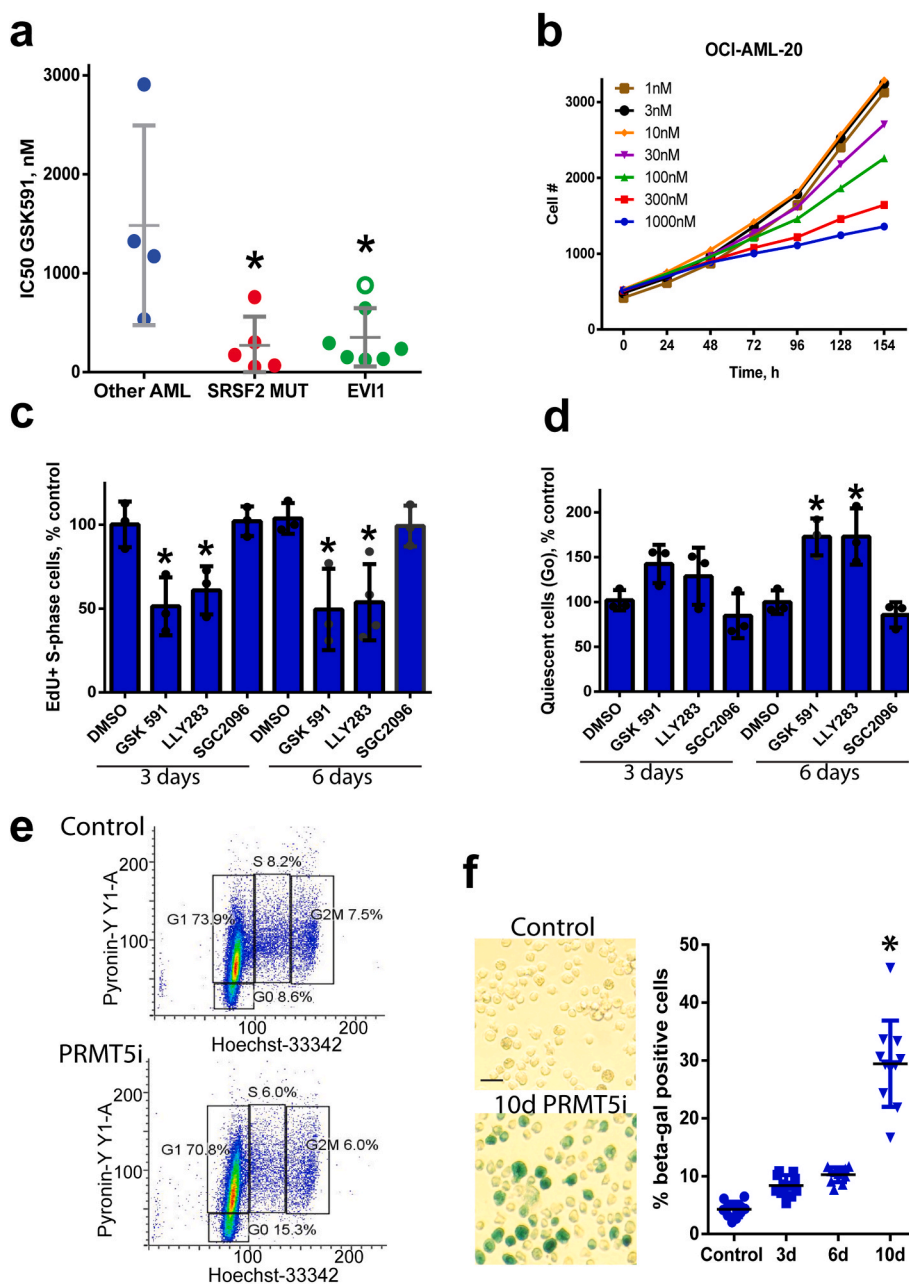 a
IC50 GSK591, nM
3000
2000
1000
0
*
*
Other AML
SRSF2 MUT
EVI1
b
OCI-AML-20
Cell #
3000
2000
1000
0
1nM
3nM
10nM
30nM
100nM
300nM
1000nM
0 24 48 72 96 128 154
Time, h
c
EdU+ S-phase cells, % control
100
50
0
* * * *
DMSO
GSK 591
LLY283
SGC2096
DMSO
GSK 591
LLY283
SGC2096
3 days
6 days
d
Quiescent cells (Go), % control
200
150
100
50
0
* *
DMSO
GSK 591
LLY283
SGC2096
DMSO
GSK 591
LLY283
SGC2096
3 days
6 days
e
Control
Pyronin-Y Y1-A
200
100
S 8.2%
G1 73.9%
G2M 7.5%
G0 8.6%
100 200
Hoechst-33342
PRMT5i
Pyronin-Y Y1-A
200
100
S 6.0%
G1 70.8%
G2M 6.0%
G0 15.3%
100 200
Hoechst-33342
f
Control
10d PRMT5i
% beta-gal positive cells
50
40
30
20
10
0
*
Control 3d 6d 10d